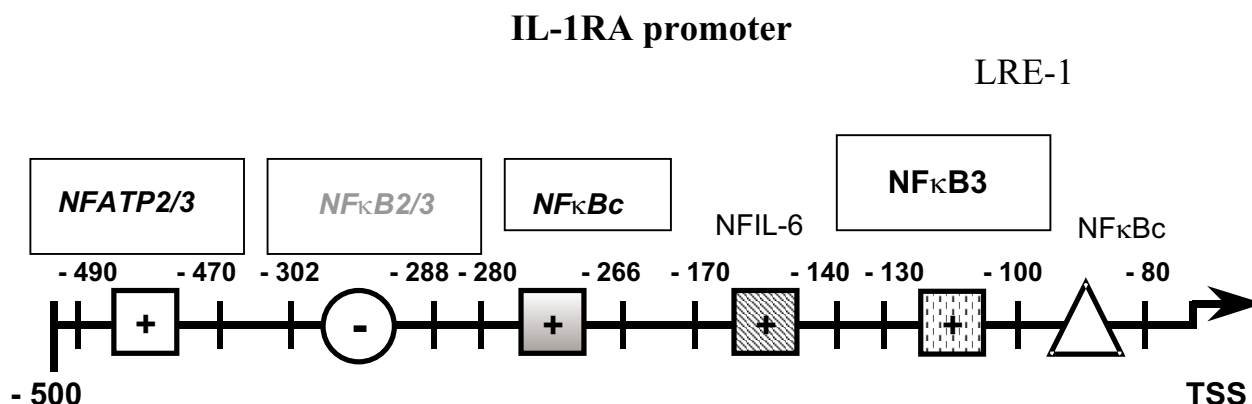 IL-1RA promoter
LRE-1
NFATP2/3
NFκB2/3
NFκBc
NFIL-6
NFκB3
NFκBc
- 490
- 470
- 302
- 288
- 280
- 266
- 170
- 140
- 130
- 100
- 80
+
-
+
+
+
- 500
TSS